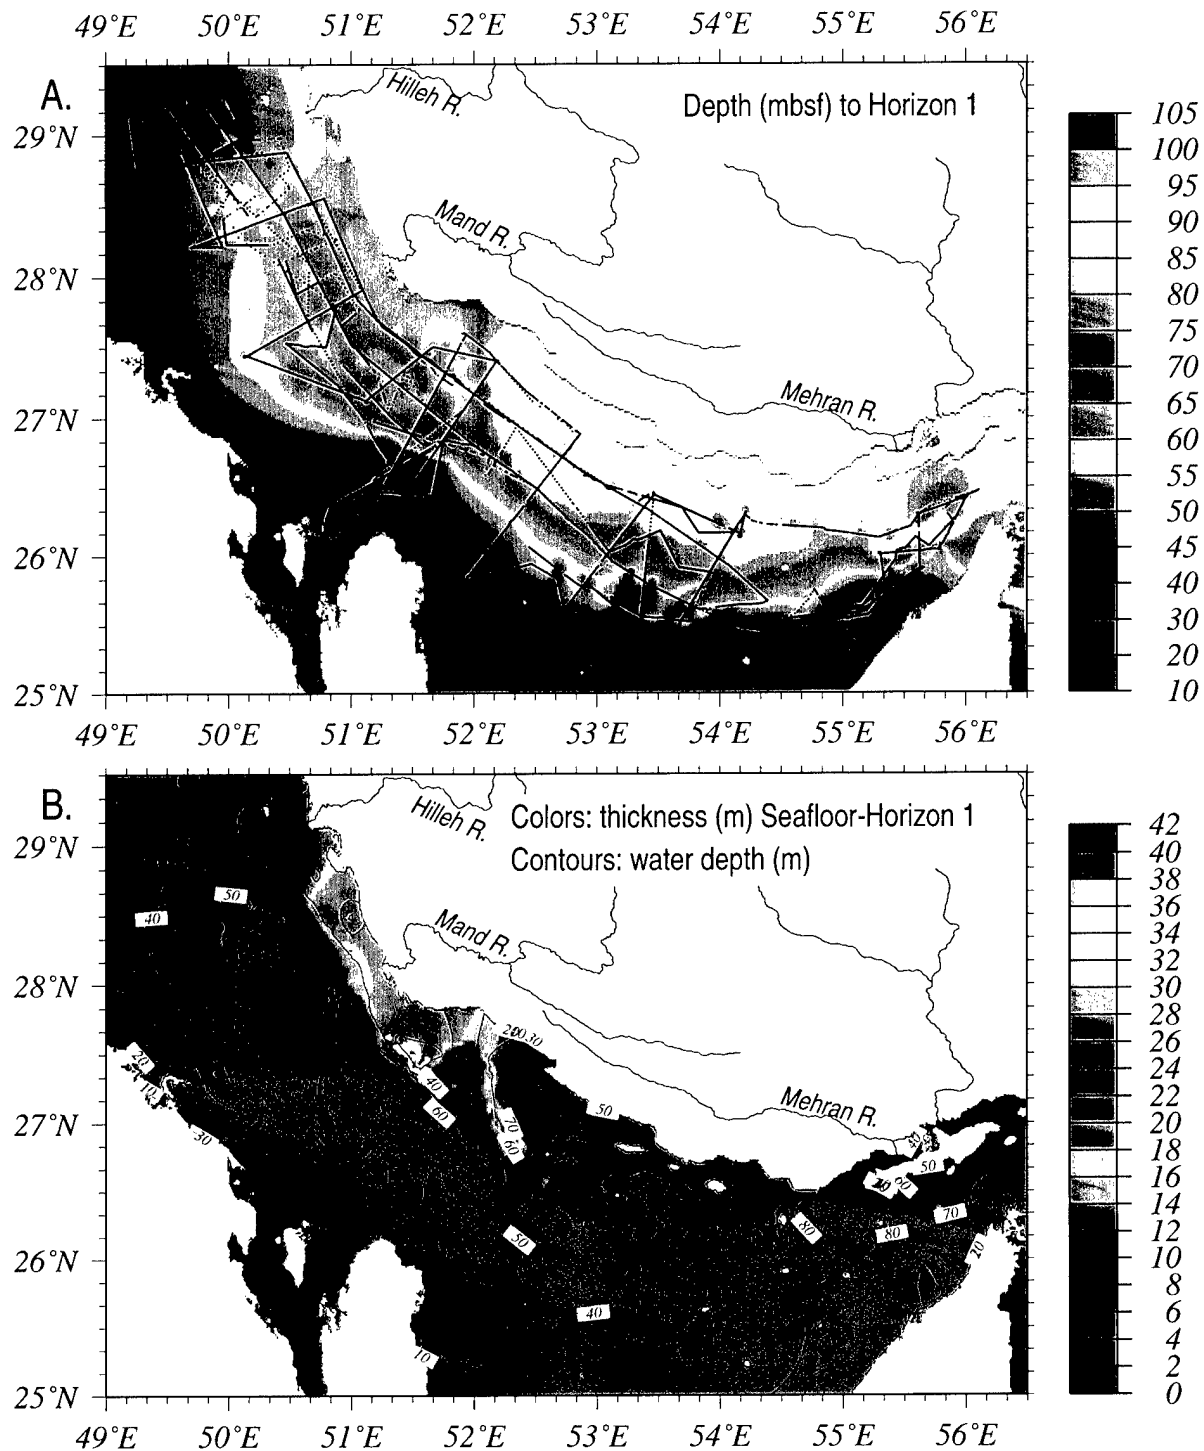 49°E 50°E 51°E 52°E 53°E 54°E 55°E 56°E
A.
Hilleh R.
Depth (mbsf) to Horizon 1
29°N
Mand R.
28°N
Mehran R.
27°N
26°N
25°N
49°E 50°E 51°E 52°E 53°E 54°E 55°E 56°E
105
100
95
90
85
80
75
70
65
60
55
50
45
40
30
20
10
B.
Hilleh R.
Colors: thickness (m) Seafloor-Horizon 1
Contours: water depth (m)
29°N
50
40
Mand R.
28°N
30
20
10
40
60
50
Mehran R.
27°N
30
70
60
40
50
70
80
80
26°N
50
20
40
10
25°N
49°E 50°E 51°E 52°E 53°E 54°E 55°E 56°E
42
40
38
36
34
32
30
28
26
24
22
20
18
16
14
12
10
8
6
4
2
0